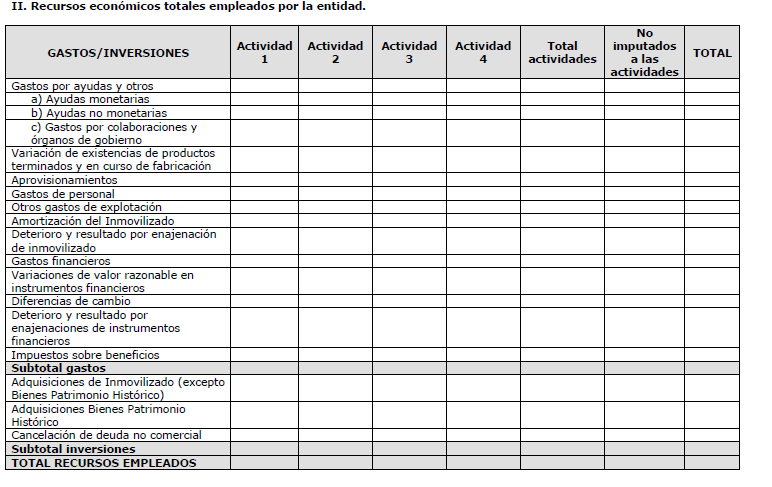 II. Recursos económicos totales empleados por la entidad.
GASTOS/INVERSIONES
Actividad
1
Actividad
2
Actividad
3
Actividad
4
Total
actividades
No
imputados
a las
actividades
TOTAL
Gastos por ayudas y otros
a) Ayudas monetarias
b) Ayudas no monetarias
c) Gastos por colaboraciones y
órganos de gobierno
Variación de existencias de productos
terminados y en curso de fabricación
Aprovisionamientos
Gastos de personal
Otros gastos de explotación
Amortización del Inmovilizado
Deterioro y resultado por enajenación
de inmovilizado
Gastos financieros
Variaciones de valor razonable en
instrumentos financieros
Diferencias de cambio
Deterioro y resultado por
enajenaciones de instrumentos
financieros
Impuestos sobre beneficios
Subtotal gastos
Adquisiciones de Inmovilizado (excepto
Bienes Patrimonio Histórico)
Adquisiciones Bienes Patrimonio
Histórico
Cancelación de deuda no comercial
Subtotal inversiones
TOTAL RECURSOS EMPLEADOS